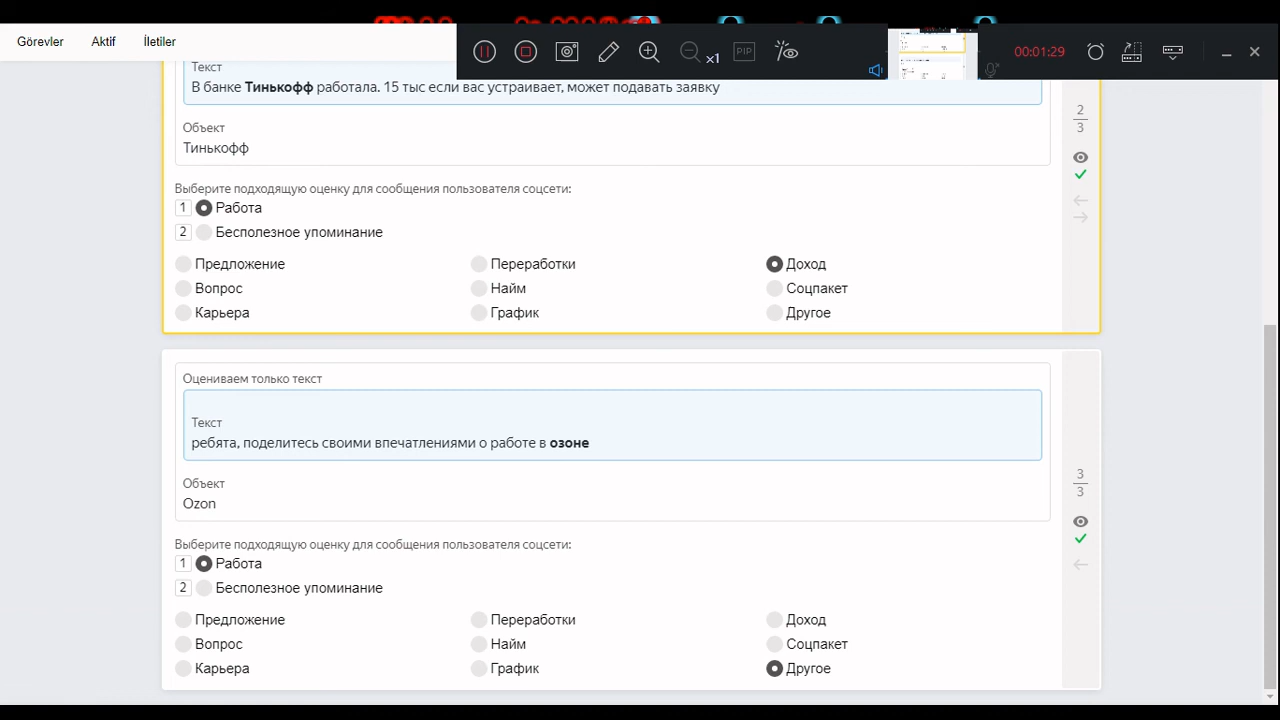 Görevler Aktif İletiler
x1 PIP 00:01:29
Текст
В банке Тинькофф работала. 15 тыс если вас устраивает, может подавать заявку
Объект
Тинькофф
2
3
Выберите подходящую оценку для сообщения пользователя соцсети:
1 Работа
2 Бесполезное упоминание
Предложение Переработки Доход
Вопрос Найм Соцпакет
Карьера График Другое
Оцениваем только текст
Текст
ребята, поделитесь своими впечатлениями о работе в озоне
Объект
Ozon
3
3
Выберите подходящую оценку для сообщения пользователя соцсети:
1 Работа
2 Бесполезное упоминание
Предложение Переработки Доход
Вопрос Найм Соцпакет
Карьера График Другое